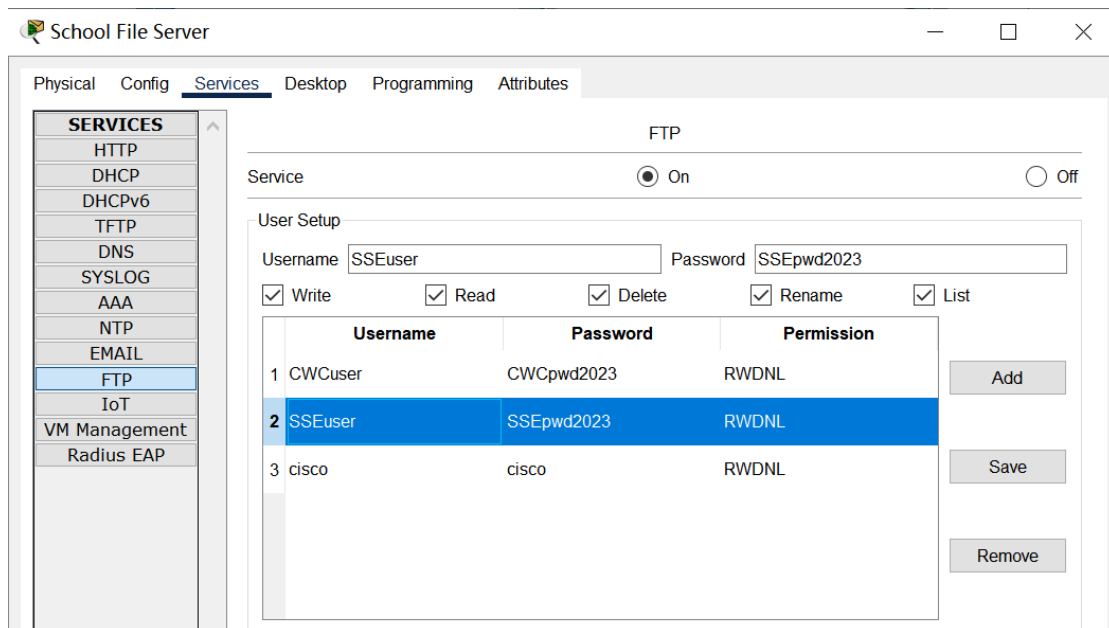 School File Server
Physical Config Services Desktop Programming Attributes
SERVICES
HTTP
DHCP
DHCPv6
TFTP
DNS
SYSLOG
AAA
NTP
EMAIL
FTP
IoT
VM Management
Radius EAP
FTP
Service On Off
User Setup
Username SSEuser Password SSEpwd2023
Write Read Delete Rename List
Username Password Permission
1 CWCuser CWCpwd2023 RWDNL
2 SSEuser SSEpwd2023 RWDNL
3 cisco cisco RWDNL
Add
Save
Remove